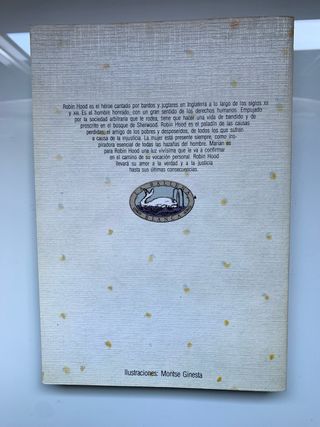 Robin Hood es el héroe cantado por bardos y juglares en Inglaterra a lo largo de los siglos XII
y XIII. Es el hombre honrado, con un gran sentido de los derechos humanos. Empujado
por la sociedad arbitraria que le rodea, tiene que hacer una vida de bandido y de
proscrito en el bosque de Sherwood. Robin Hood es el paladín de las causas
perdidas, el amigo de los pobres y desposeídos, de todos los que sufran
a causa de la injusticia. La mujer está presente siempre, como ins-
piradora esencial de todas las hazañas del hombre. Marian es
para Robin Hood una luz vivísima que le va a confirmar
en el camino de su vocación personal. Robin Hood
llevará su amor a la verdad y a la justicia
hasta sus últimas consecuencias.
LA BALLENA
BLANCA
Ilustraciones: Montse Ginesta